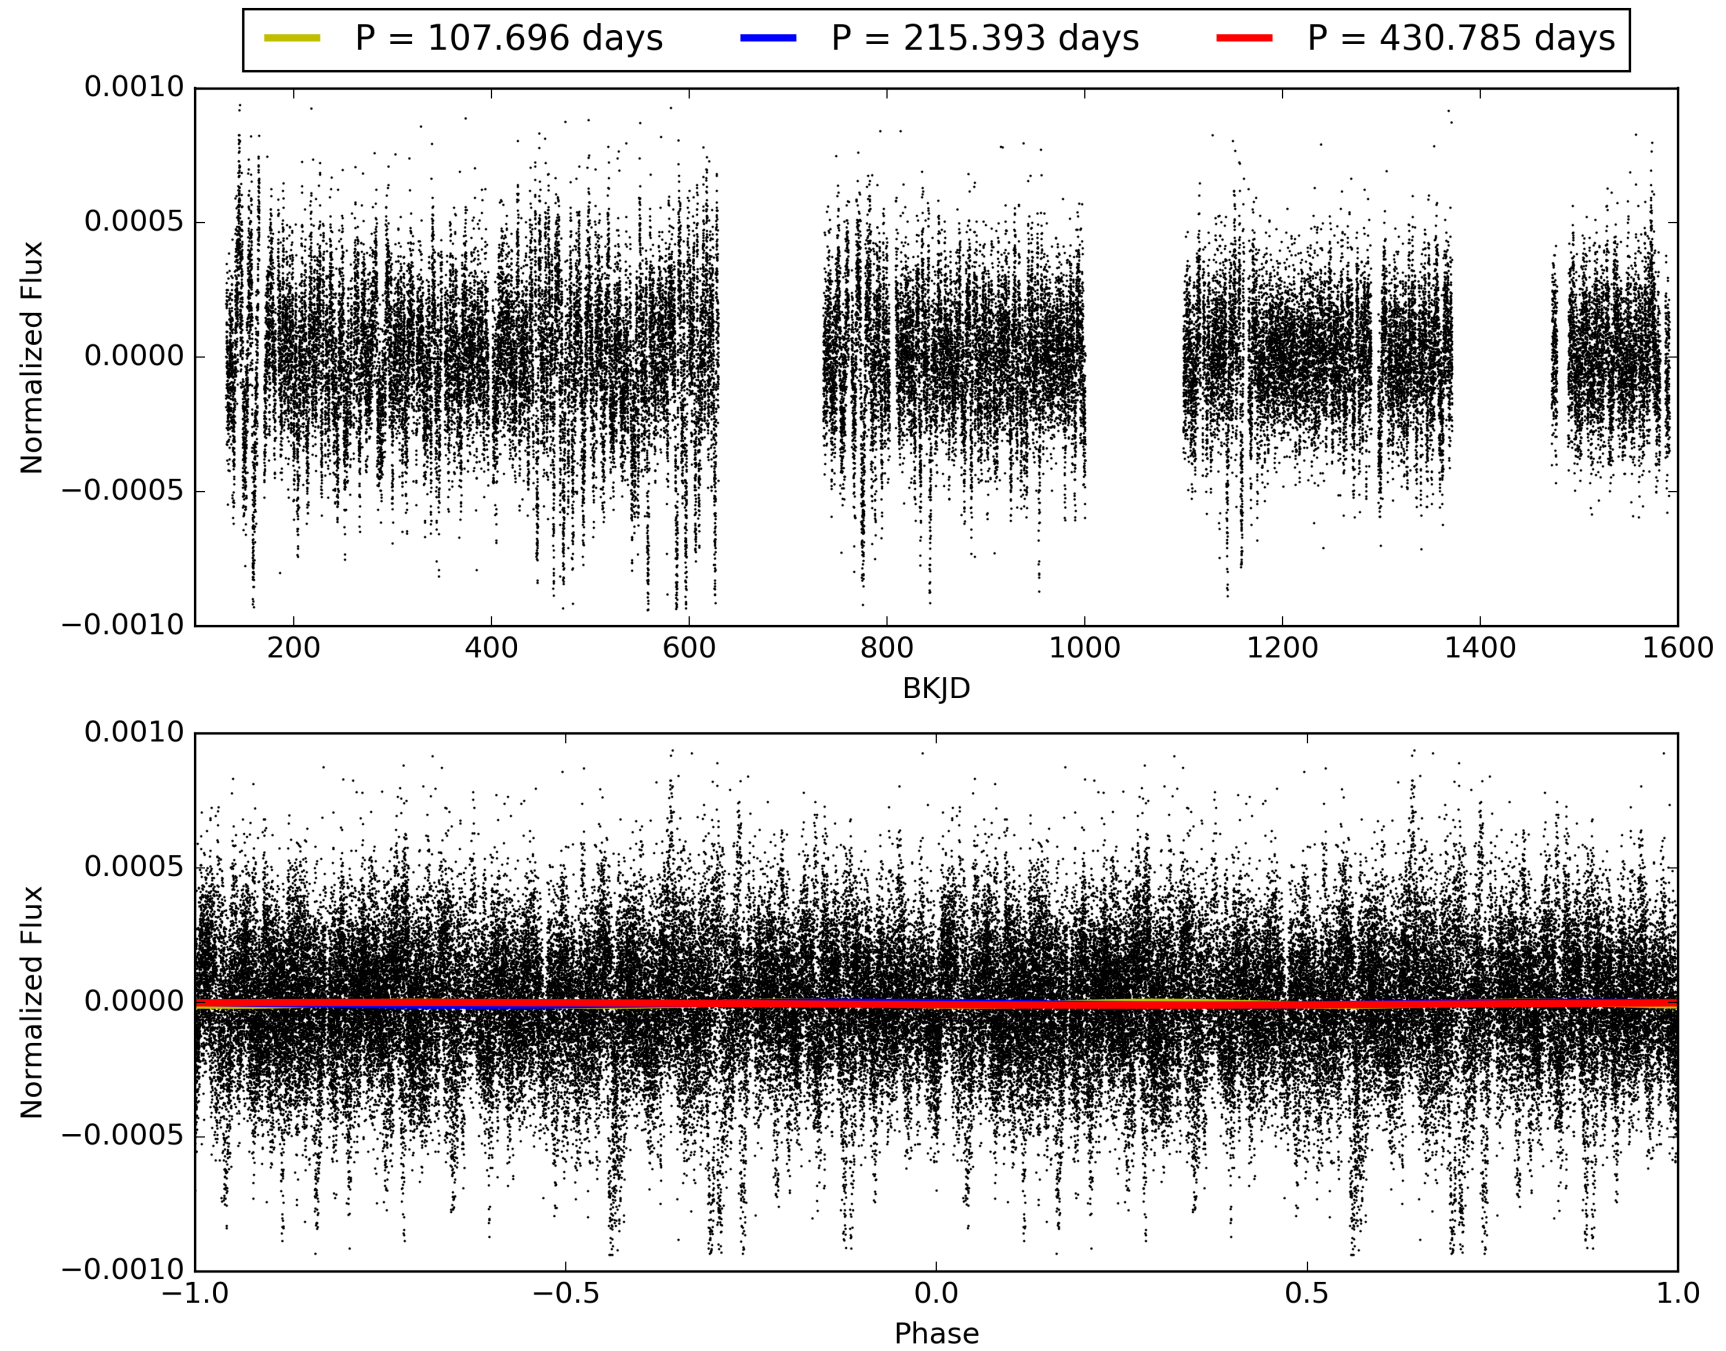 P = 107.696 days P = 215.393 days P = 430.785 days
0.0010
0.0005
0.0000
−0.0005
−0.0010
Normalized Flux
200 400 600 800 1000 1200 1400 1600
BKJD
0.0010
0.0005
0.0000
−0.0005
−0.0010
Normalized Flux
−1.0 −0.5 0.0 0.5 1.0
Phase